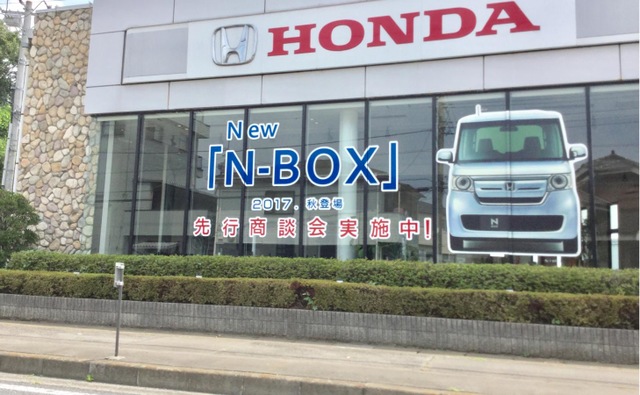 HONDA
New
「N-BOX」
2017. 秋登場
先行商談会実施中!
N